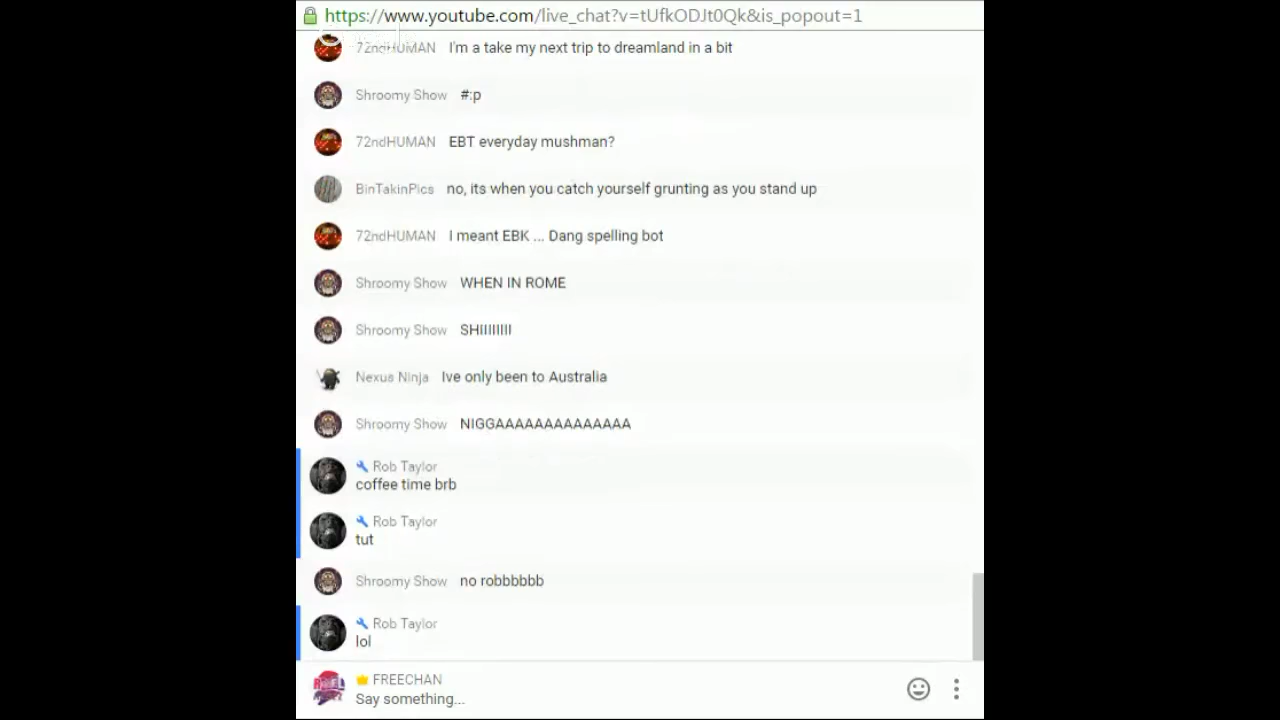 https://www.youtube.com/live_chat?v=tUfkODJt0Qk&is_popout=1
72ndHUMAN I'm a take my next trip to dreamland in a bit
Shroomy Show #:p
72ndHUMAN EBT everyday mushman?
BinTakinPics no, its when you catch yourself grunting as you stand up
72ndHUMAN I meant EBK ... Dang spelling bot
Shroomy Show WHEN IN ROME
Shroomy Show SHIIIIIIII
Nexus Ninja Ive only been to Australia
Shroomy Show NIGGAAAAAAAAAAAAAA
Rob Taylor
coffee time brb
Rob Taylor
tut
Shroomy Show no robbbbbb
Rob Taylor
lol
FREECHAN
Say something...